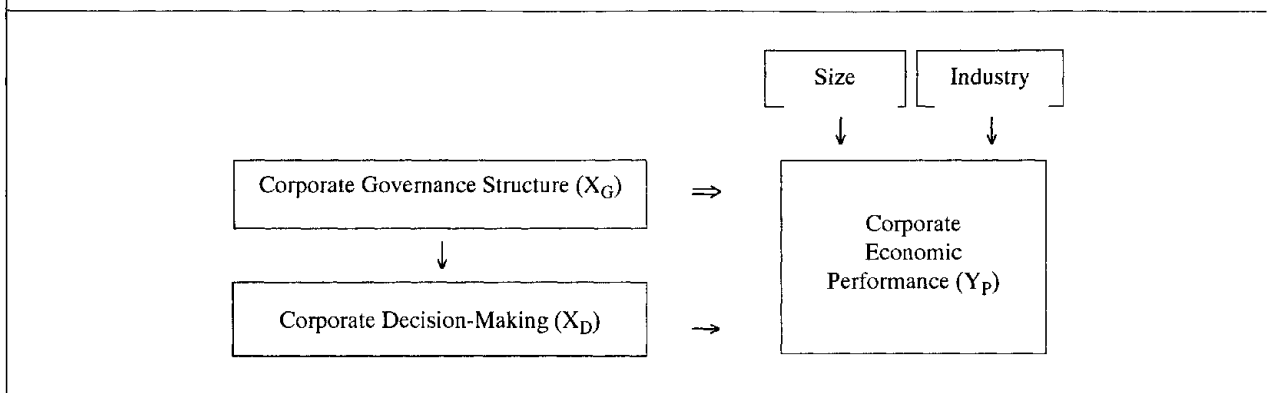 Size
Industry
Corporate Governance Structure (X_G)
Corporate
Economic
Performance (Y_P)
Corporate Decision-Making (X_D)